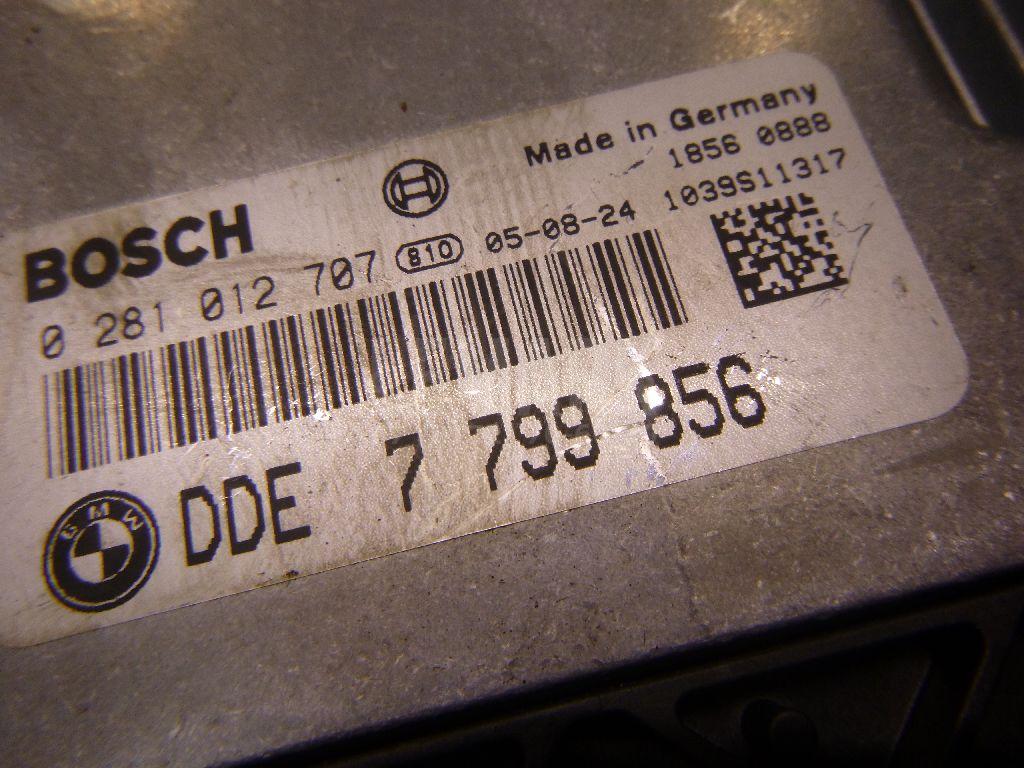 Made in Germany
1856 0888
BOSCH
0 281 012 707 810 05-08-24 1039S11317
BMW
DDE 7 799 856